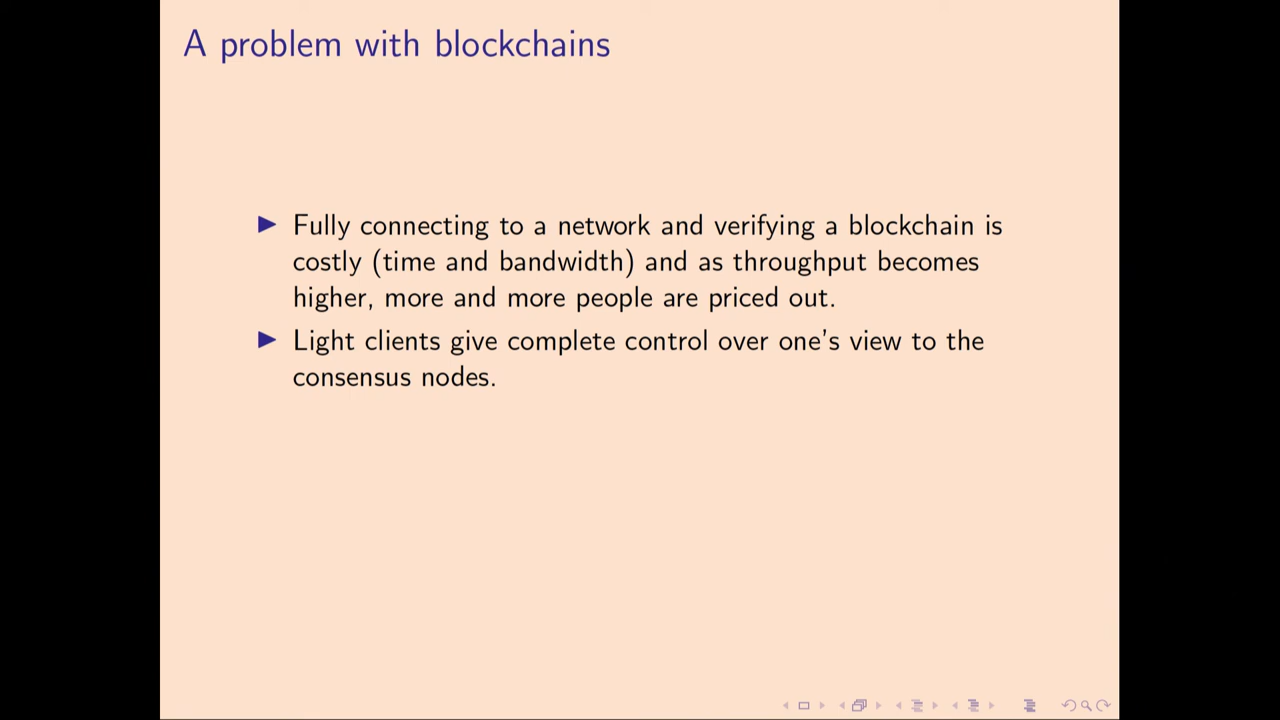 A problem with blockchains
Fully connecting to a network and verifying a blockchain is
costly (time and bandwidth) and as throughput becomes
higher, more and more people are priced out.
Light clients give complete control over one's view to the
consensus nodes.